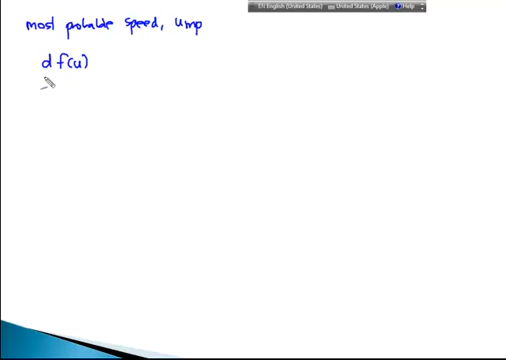 EN English (United States) United States (Apple) Help
most probable speed, ump
d f(u)